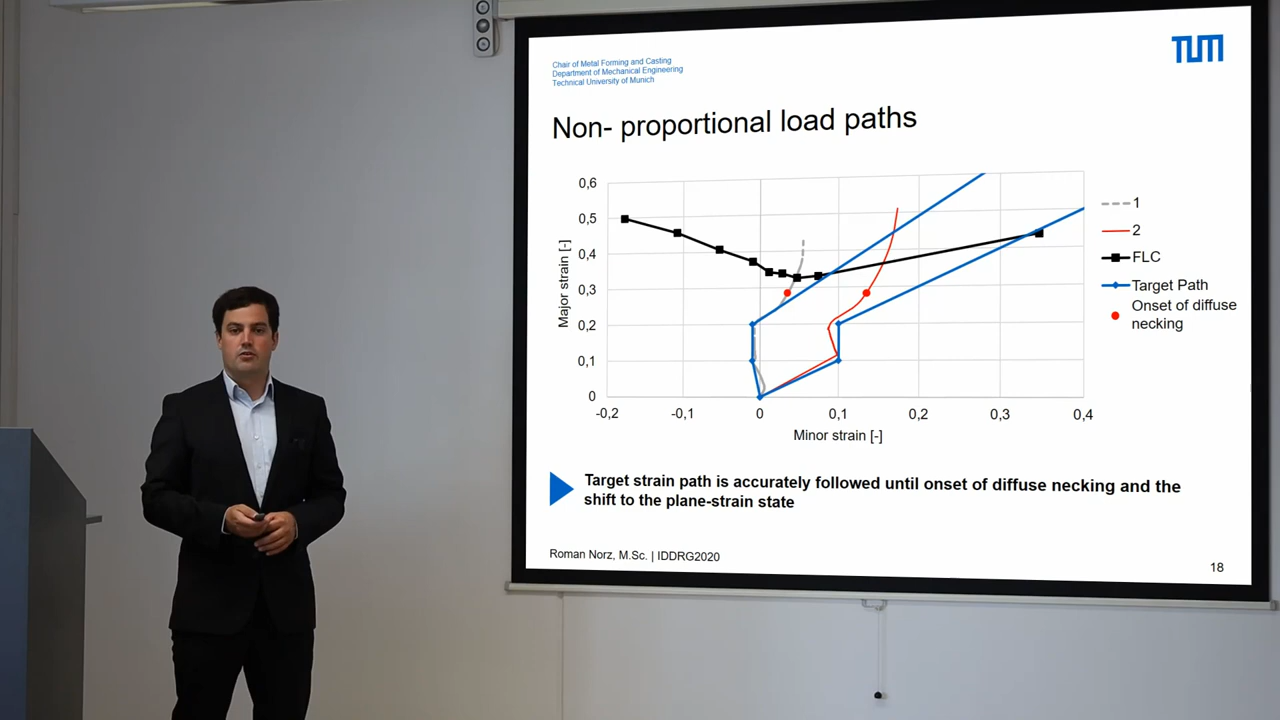 Chair of Metal Forming and Casting
Department of Mechanical Engineering
Technical University of Munich
TUM
Non- proportional load paths
0,6
0,5
0,4
0,3
0,2
0,1
0
Major strain [-]
-0,2 -0,1 0 0,1 0,2 0,3 0,4
Minor strain [-]
1
2
FLC
Target Path
Onset of diffuse
necking
Target strain path is accurately followed until onset of diffuse necking and the
shift to the plane-strain state
Roman Norz, M.Sc. | IDDRG2020
18